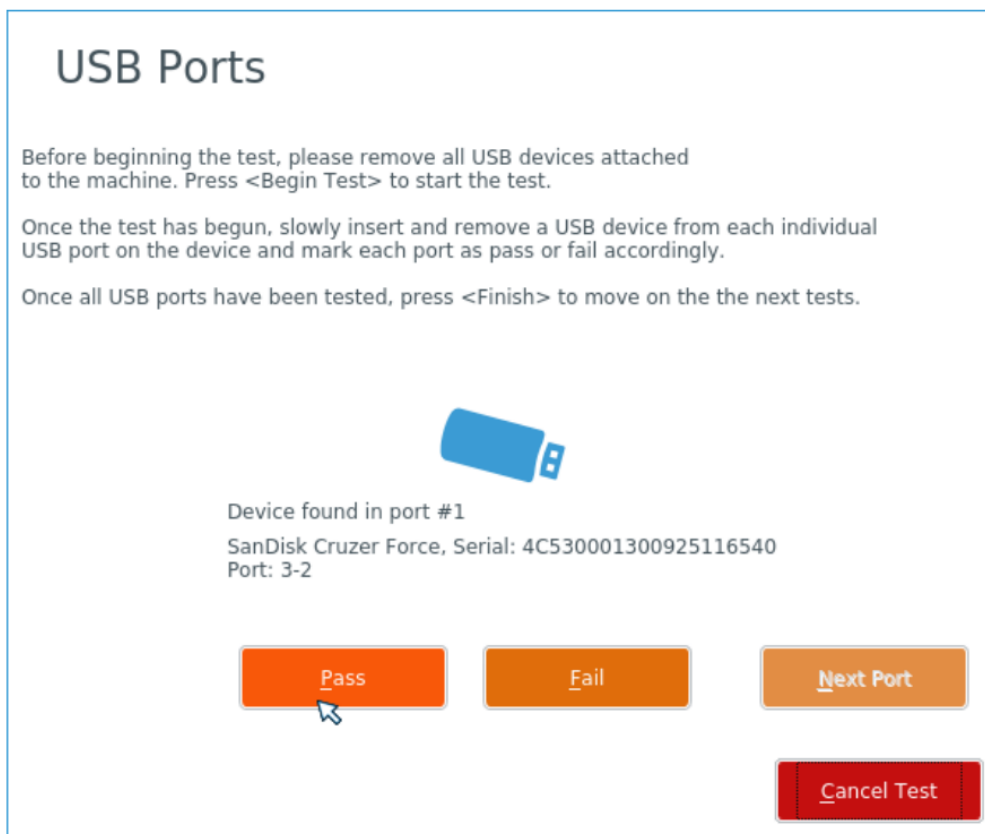 USB Ports
Before beginning the test, please remove all USB devices attached
to the machine. Press <Begin Test> to start the test.
Once the test has begun, slowly insert and remove a USB device from each individual
USB port on the device and mark each port as pass or fail accordingly.
Once all USB ports have been tested, press <Finish> to move on the the next tests.
Device found in port #1
SanDisk Cruzer Force, Serial: 4C530001300925116540
Port: 3-2
Pass
Fail
Next Port
Cancel Test